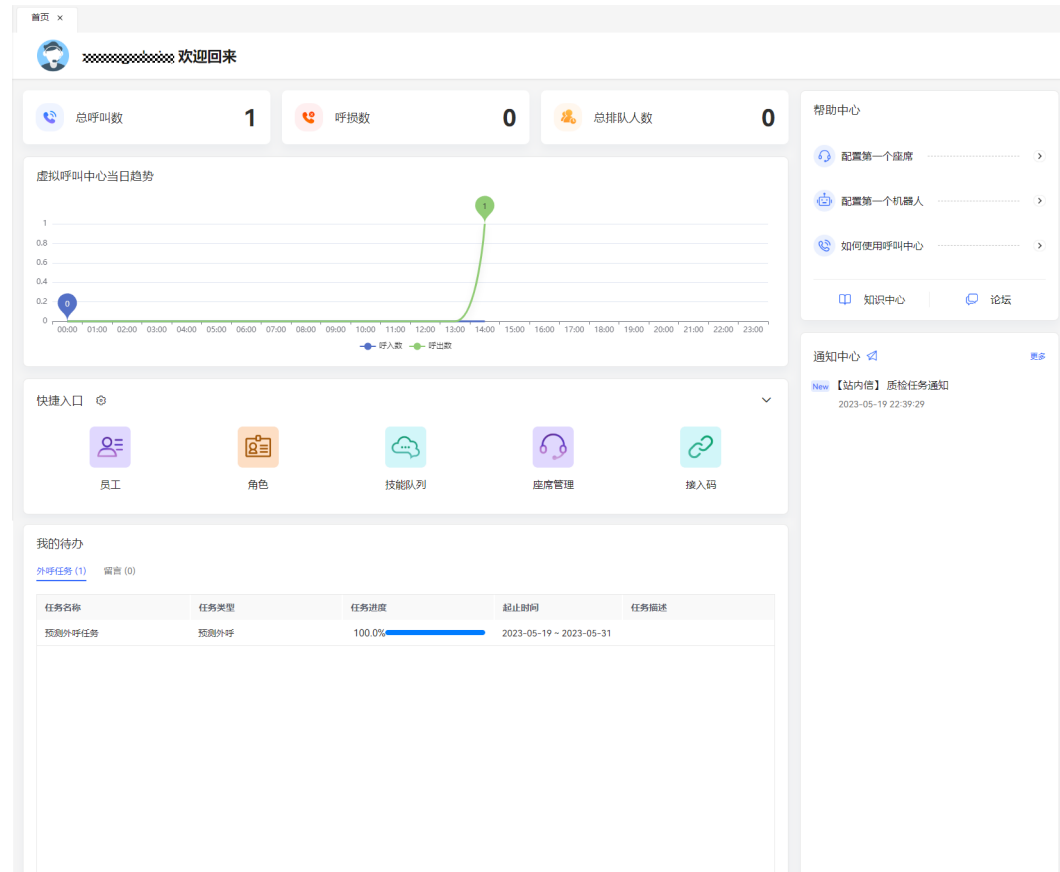 首页 ×
欢迎回来
总呼叫数 1
呼损数 0
总排队人数 0
虚拟呼叫中心当日趋势
1
1
0.8
0.6
0.4
0.2
0
0
00:00 01:00 02:00 03:00 04:00 05:00 06:00 07:00 08:00 09:00 10:00 11:00 12:00 13:00 14:00 15:00 16:00 17:00 18:00 19:00 20:00 21:00 22:00 23:00
呼入数 呼出数
快捷入口
员工 角色 技能队列 座席管理 接入码
我的待办
外呼任务 (1) 留言 (0)
任务名称 任务类型 任务进度 起止时间 任务描述
预测外呼任务 预测外呼 100.0% 2023-05-19 ~ 2023-05-31
帮助中心
配置第一个座席
配置第一个机器人
如何使用呼叫中心
知识中心 论坛
通知中心 更多
New 【站内信】 质检任务通知
2023-05-19 22:39:29